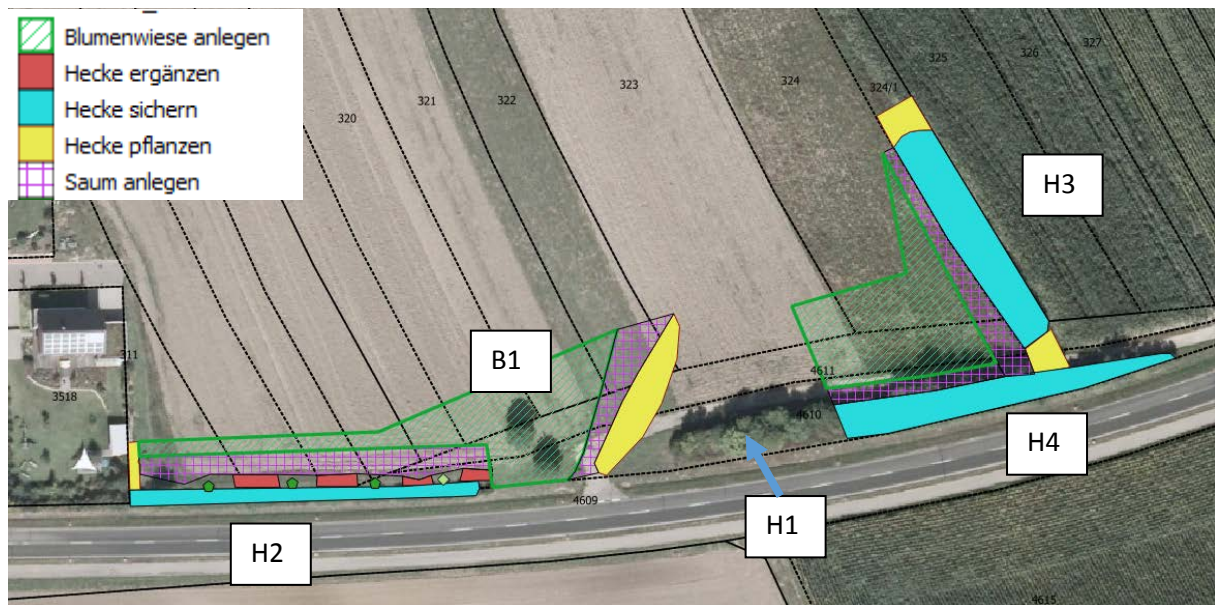 Blumenwiese anlegen
Hecke ergänzen
Hecke sichern
Hecke pflanzen
Saum anlegen
320
321
322
323
324
324/1
325
326
327
H3
B1
311
3518
4611
4610
H4
4609
H1
H2
4615